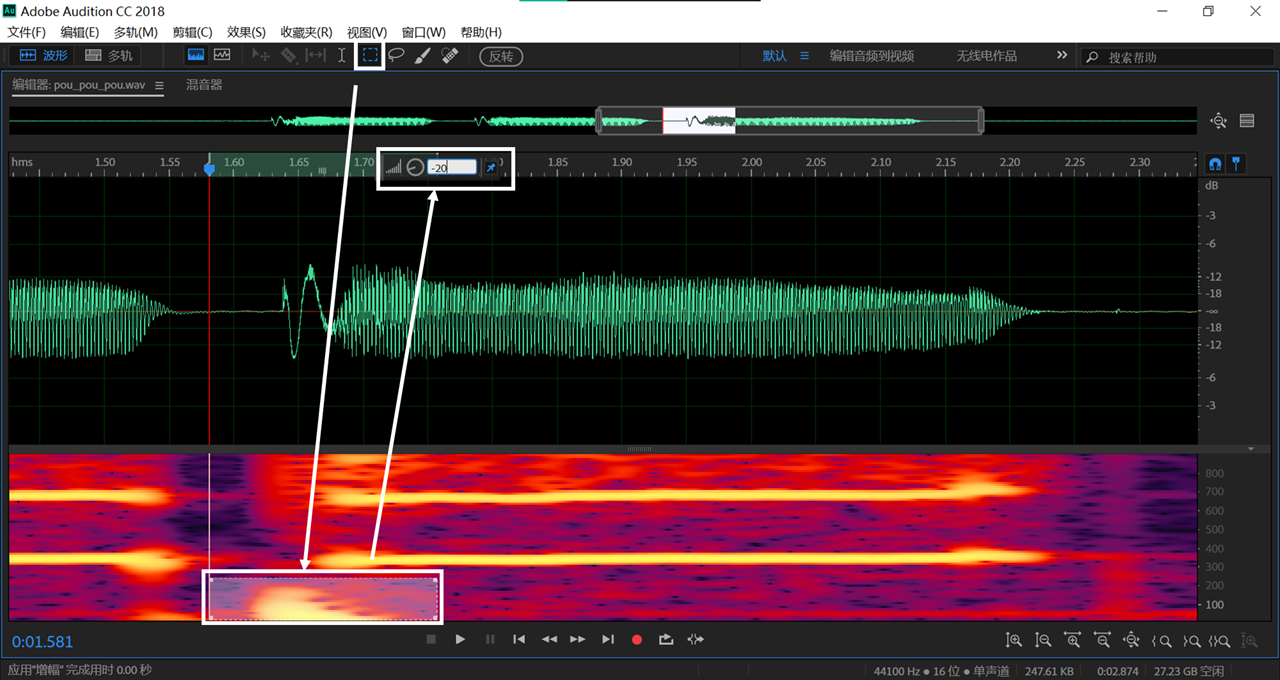 Au Adobe Audition CC 2018
文件(F) 编辑(E) 多轨(M) 剪辑(C) 效果(S) 收藏夹(R) 视图(V) 窗口(W) 帮助(H)
波形 多轨 反转 默认 编辑音频到视频 无线电作品 搜索帮助
编辑器: pou_pou_pou.wav 混音器
hms 1.50 1.55 1.60 1.65 1.70 1.85 1.90 1.95 2.00 2.05 2.10 2.15 2.20 2.25 2.30
-20
dB
-3
-6
-12
-18
-∞
-18
-12
-6
-3
800
700
600
500
400
300
200
100
0:01.581
应用"增幅" 完成用时 0.00 秒
44100 Hz ● 16 位 ● 单声道 247.61 KB 0:02.874 27.23 GB 空闲